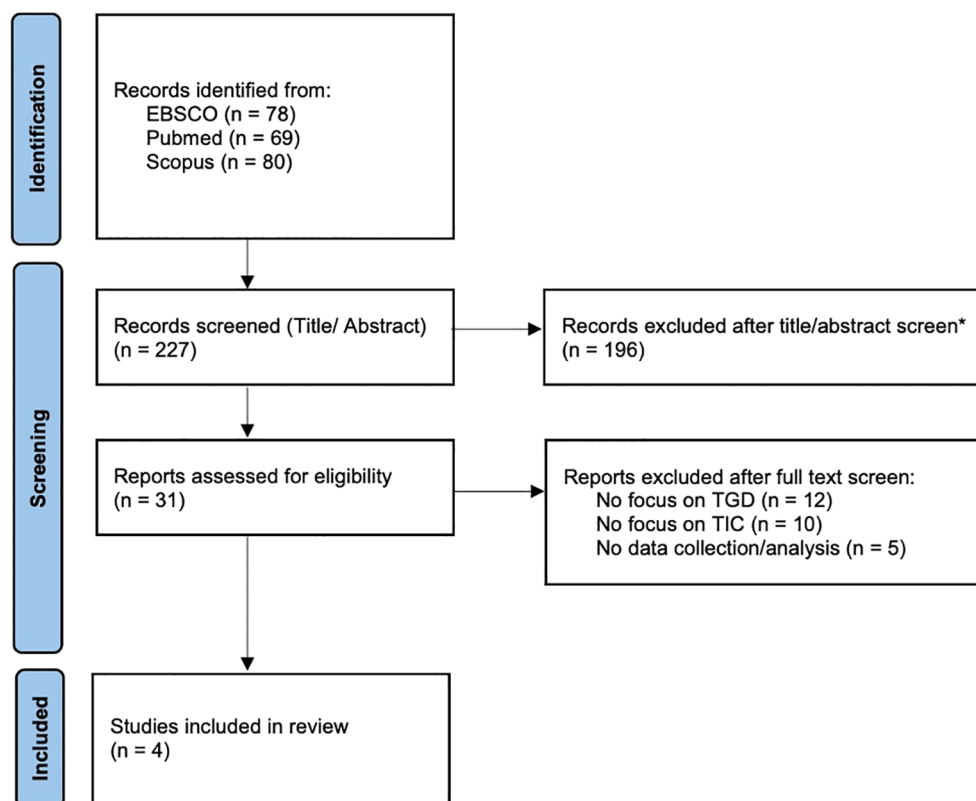 Identification
Records identified from:
EBSCO (n = 78)
Pubmed (n = 69)
Scopus (n = 80)
Screening
Records screened (Title/ Abstract)
(n = 227)
Records excluded after title/abstract screen*
(n = 196)
Reports assessed for eligibility
(n = 31)
Reports excluded after full text screen:
No focus on TGD (n = 12)
No focus on TIC (n = 10)
No data collection/analysis (n = 5)
Included
Studies included in review
(n = 4)